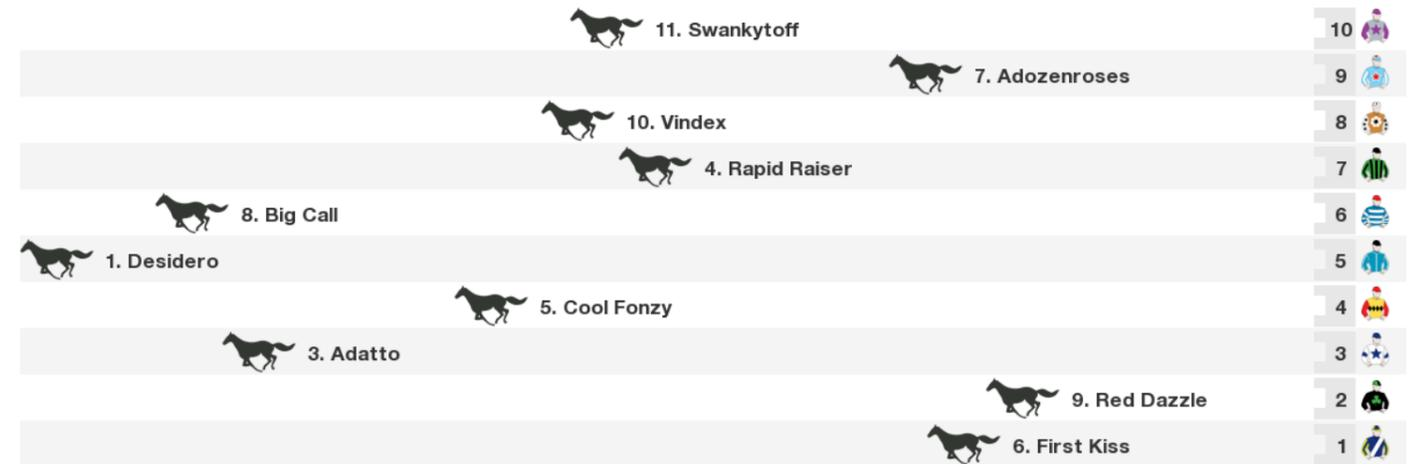 11. Swankytoff 10
7. Adozenroses 9
10. Vindex 8
4. Rapid Raiser 7
8. Big Call 6
1. Desidero 5
5. Cool Fonzy 4
3. Adatto 3
9. Red Dazzle 2
6. First Kiss 1